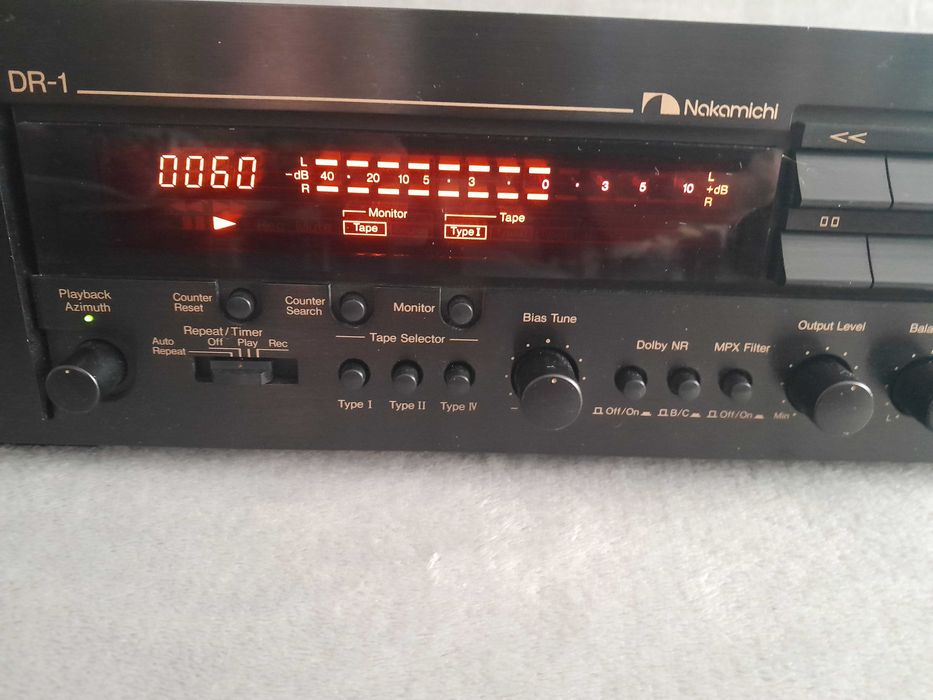 DR-1
Nakamichi
<<
0060
L
-dB 40 · 20 10 5 · 3 · 0 · 3 5 10 +dB
R
L
R
Monitor
Tape
Tape
Type I
Playback
Azimuth
Counter
Reset
Counter
Search
Monitor
Bias Tune
Output Level
Repeat/Timer
Auto
Repeat
Off Play Rec
Tape Selector
Dolby NR
MPX Filter
Type I Type II Type IV
Off/On
B/C
Off/On
Min
L